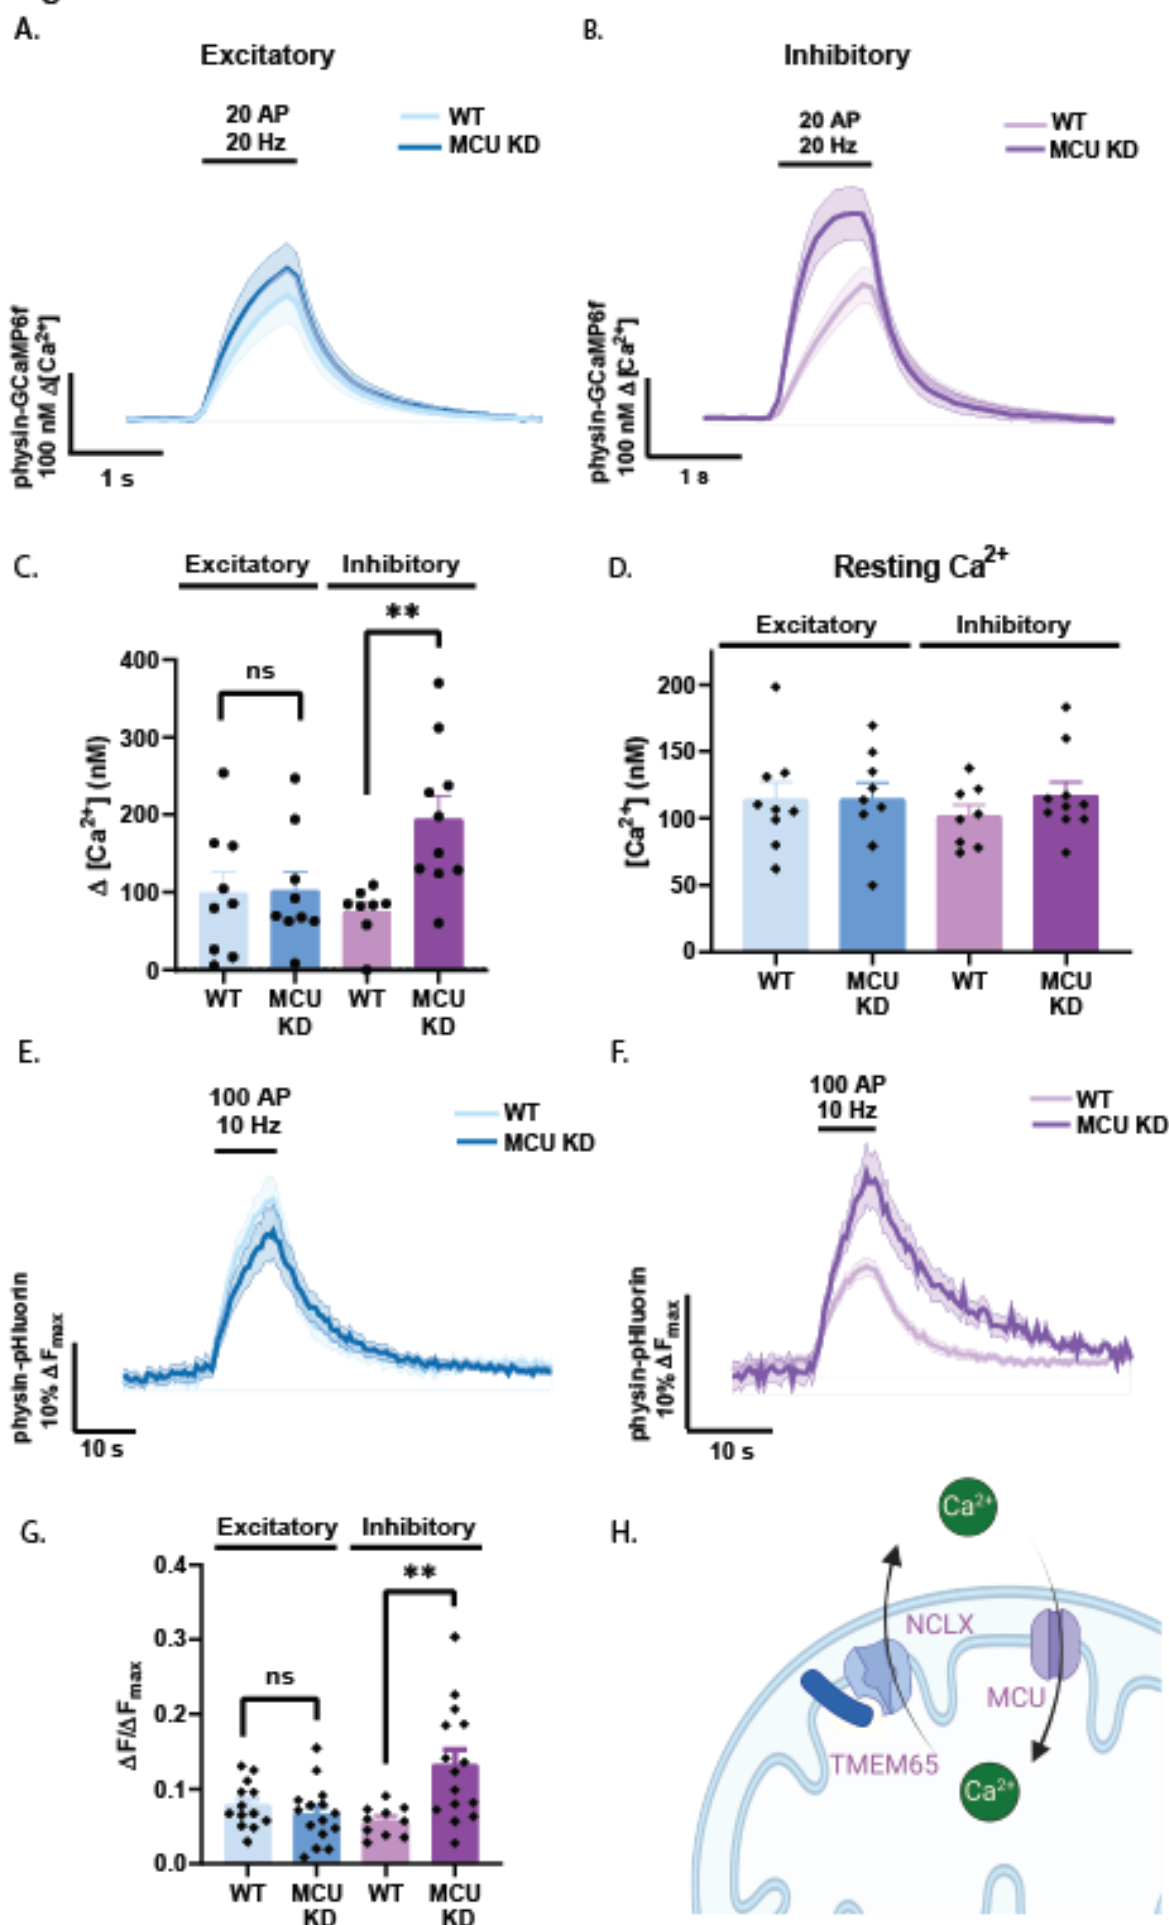 A.
Excitatory
20 AP
20 Hz
WT
MCU KD
physin-GCaMP6f
100 nM Δ[Ca²⁺]
1 s
B.
Inhibitory
20 AP
20 Hz
WT
MCU KD
physin-GCaMP6f
100 nM Δ [Ca²⁺]
1 s
C.
Excitatory
Inhibitory
**
ns
Δ [Ca²⁺] (nM)
400
300
200
100
0
WT
MCU
KD
WT
MCU
KD
D.
Resting Ca²⁺
Excitatory
Inhibitory
[Ca²⁺] (nM)
200
150
100
50
0
WT
MCU
KD
WT
MCU
KD
E.
100 AP
10 Hz
WT
MCU KD
physin-pHluorin
10% Δ Fmax
10 s
F.
100 AP
10 Hz
WT
MCU KD
physin-pHluorin
10% Δ Fmax
10 s
G.
Excitatory
Inhibitory
**
ns
ΔF/ΔFmax
0.4
0.3
0.2
0.1
0.0
WT
MCU
KD
WT
MCU
KD
H.
Ca²⁺
NCLX
MCU
TMEM65
Ca²⁺